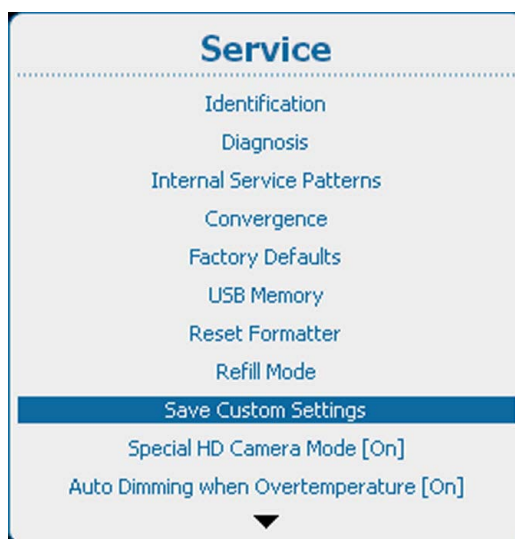 Service
Identification
Diagnosis
Internal Service Patterns
Convergence
Factory Defaults
USB Memory
Reset Formatter
Refill Mode
Save Custom Settings
Special HD Camera Mode [On]
Auto Dimming when Overtemperature [On]